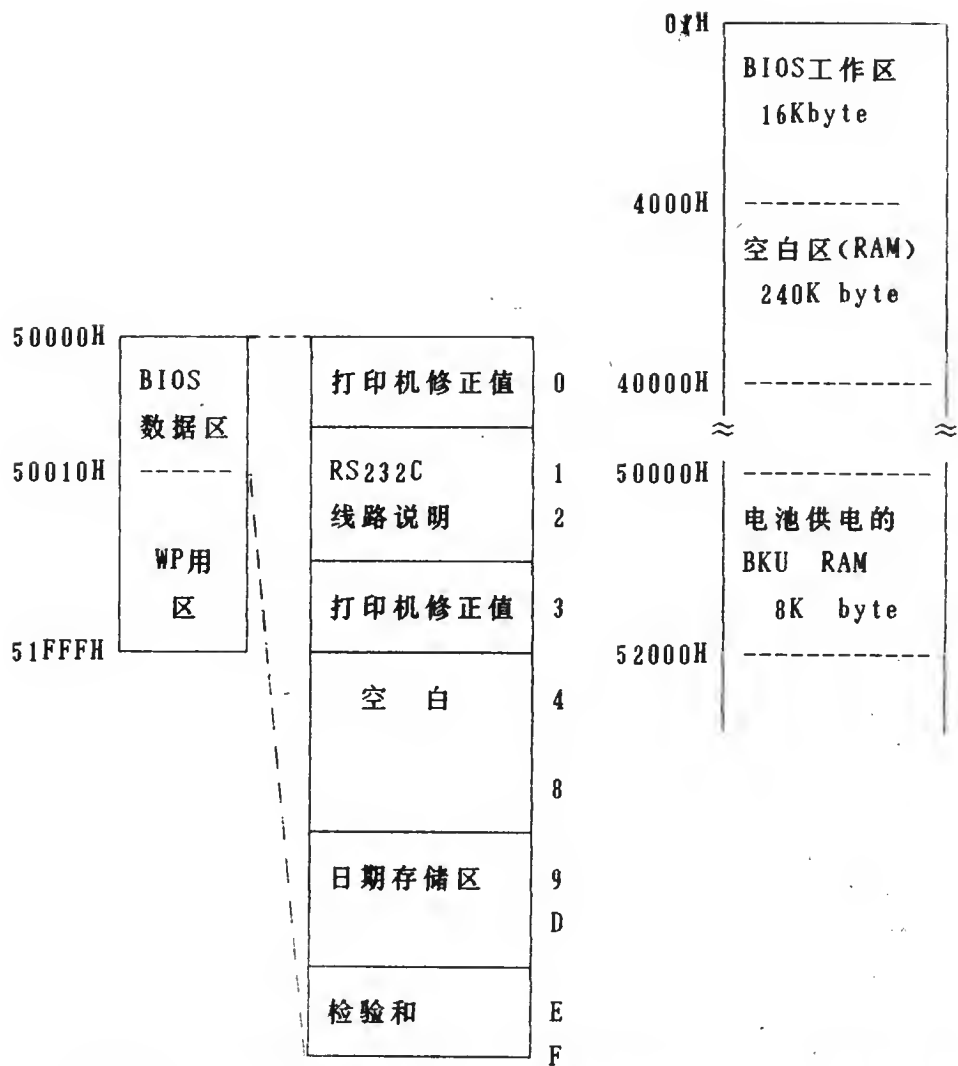 50000H
BIOS
数据区
50010H
WP用
区
51FFFH
打印机修正值 0
RS232C 1
线路说明 2
打印机修正值 3
空 白 4
8
日期存储区 9
D
检验和 E
F
BIOS工作区
16Kbyte
4000H
空白区(RAM)
240K byte
40000H
50000H
电池供电的
BKU RAM
8K byte
52000H